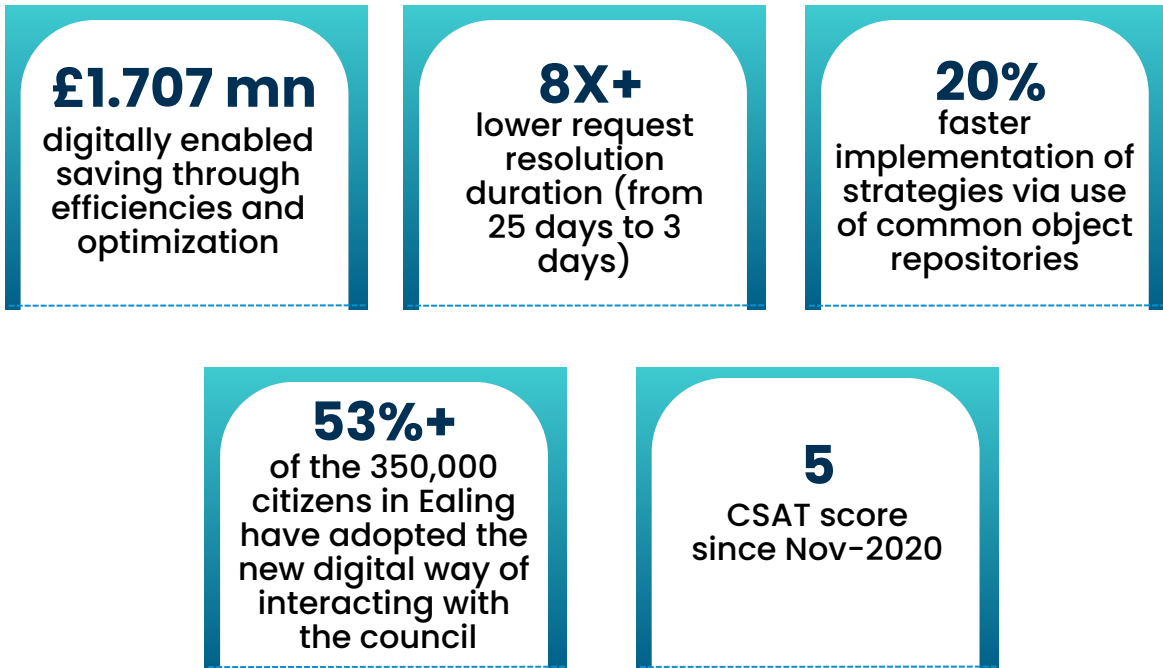 £1.707 mn
digitally enabled
saving through
efficiencies and
optimization
8X+
lower request
resolution
duration (from
25 days to 3
days)
20%
faster
implementation of
strategies via use
of common object
repositories
53%+
of the 350,000
citizens in Ealing
have adopted the
new digital way of
interacting with
the council
5
CSAT score
since Nov-2020